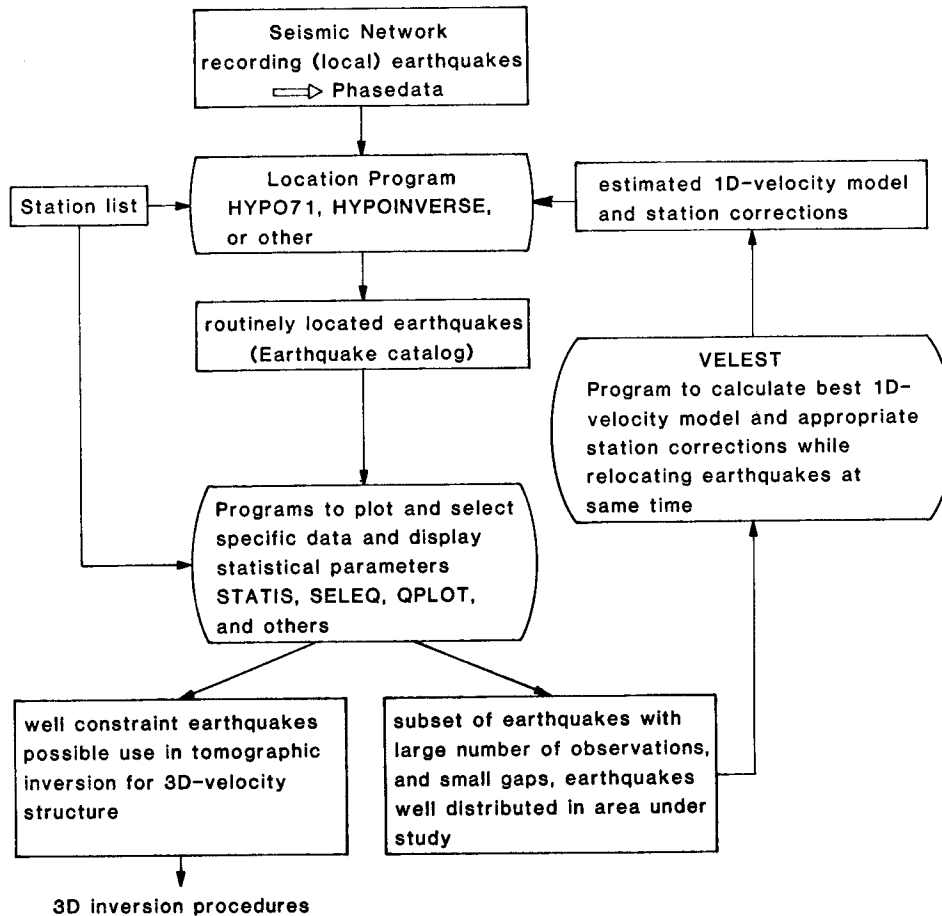 Seismic Network
recording (local) earthquakes
⇒ Phasedata
Location Program
HYPO71, HYPOINVERSE,
or other
Station list
estimated 1D-velocity model
and station corrections
routinely located earthquakes
(Earthquake catalog)
VELEST
Program to calculate best 1D-
velocity model and appropriate
station corrections while
relocating earthquakes at
same time
Programs to plot and select
specific data and display
statistical parameters
STATIS, SELEQ, QPLOT,
and others
well constraint earthquakes
possible use in tomographic
inversion for 3D-velocity
structure
subset of earthquakes with
large number of observations,
and small gaps, earthquakes
well distributed in area under
study
3D inversion procedures